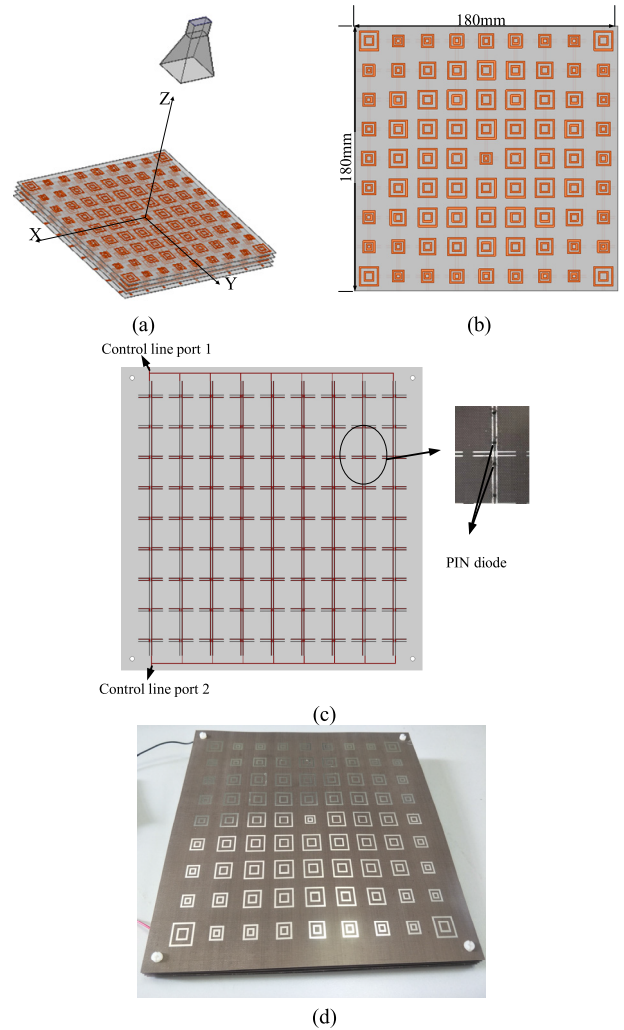 Z
X
Y
(a)
180mm
180mm
(b)
Control line port 1
PIN diode
Control line port 2
(c)
(d)